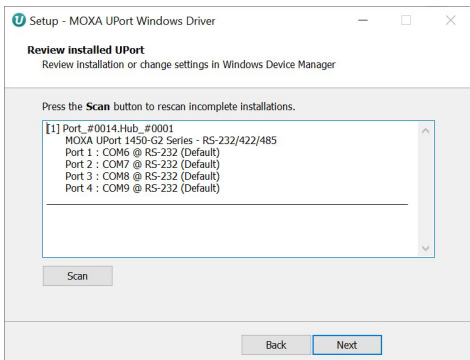 Setup - MOXA UPort Windows Driver
Review installed UPort
Review installation or change settings in Windows Device Manager
Press the Scan button to rescan incomplete installations.
[1] Port_#0014.Hub_#0001
MOXA UPort 1450-G2 Series - RS-232/422/485
Port 1 : COM6 @ RS-232 (Default)
Port 2 : COM7 @ RS-232 (Default)
Port 3 : COM8 @ RS-232 (Default)
Port 4 : COM9 @ RS-232 (Default)
Scan
Back Next